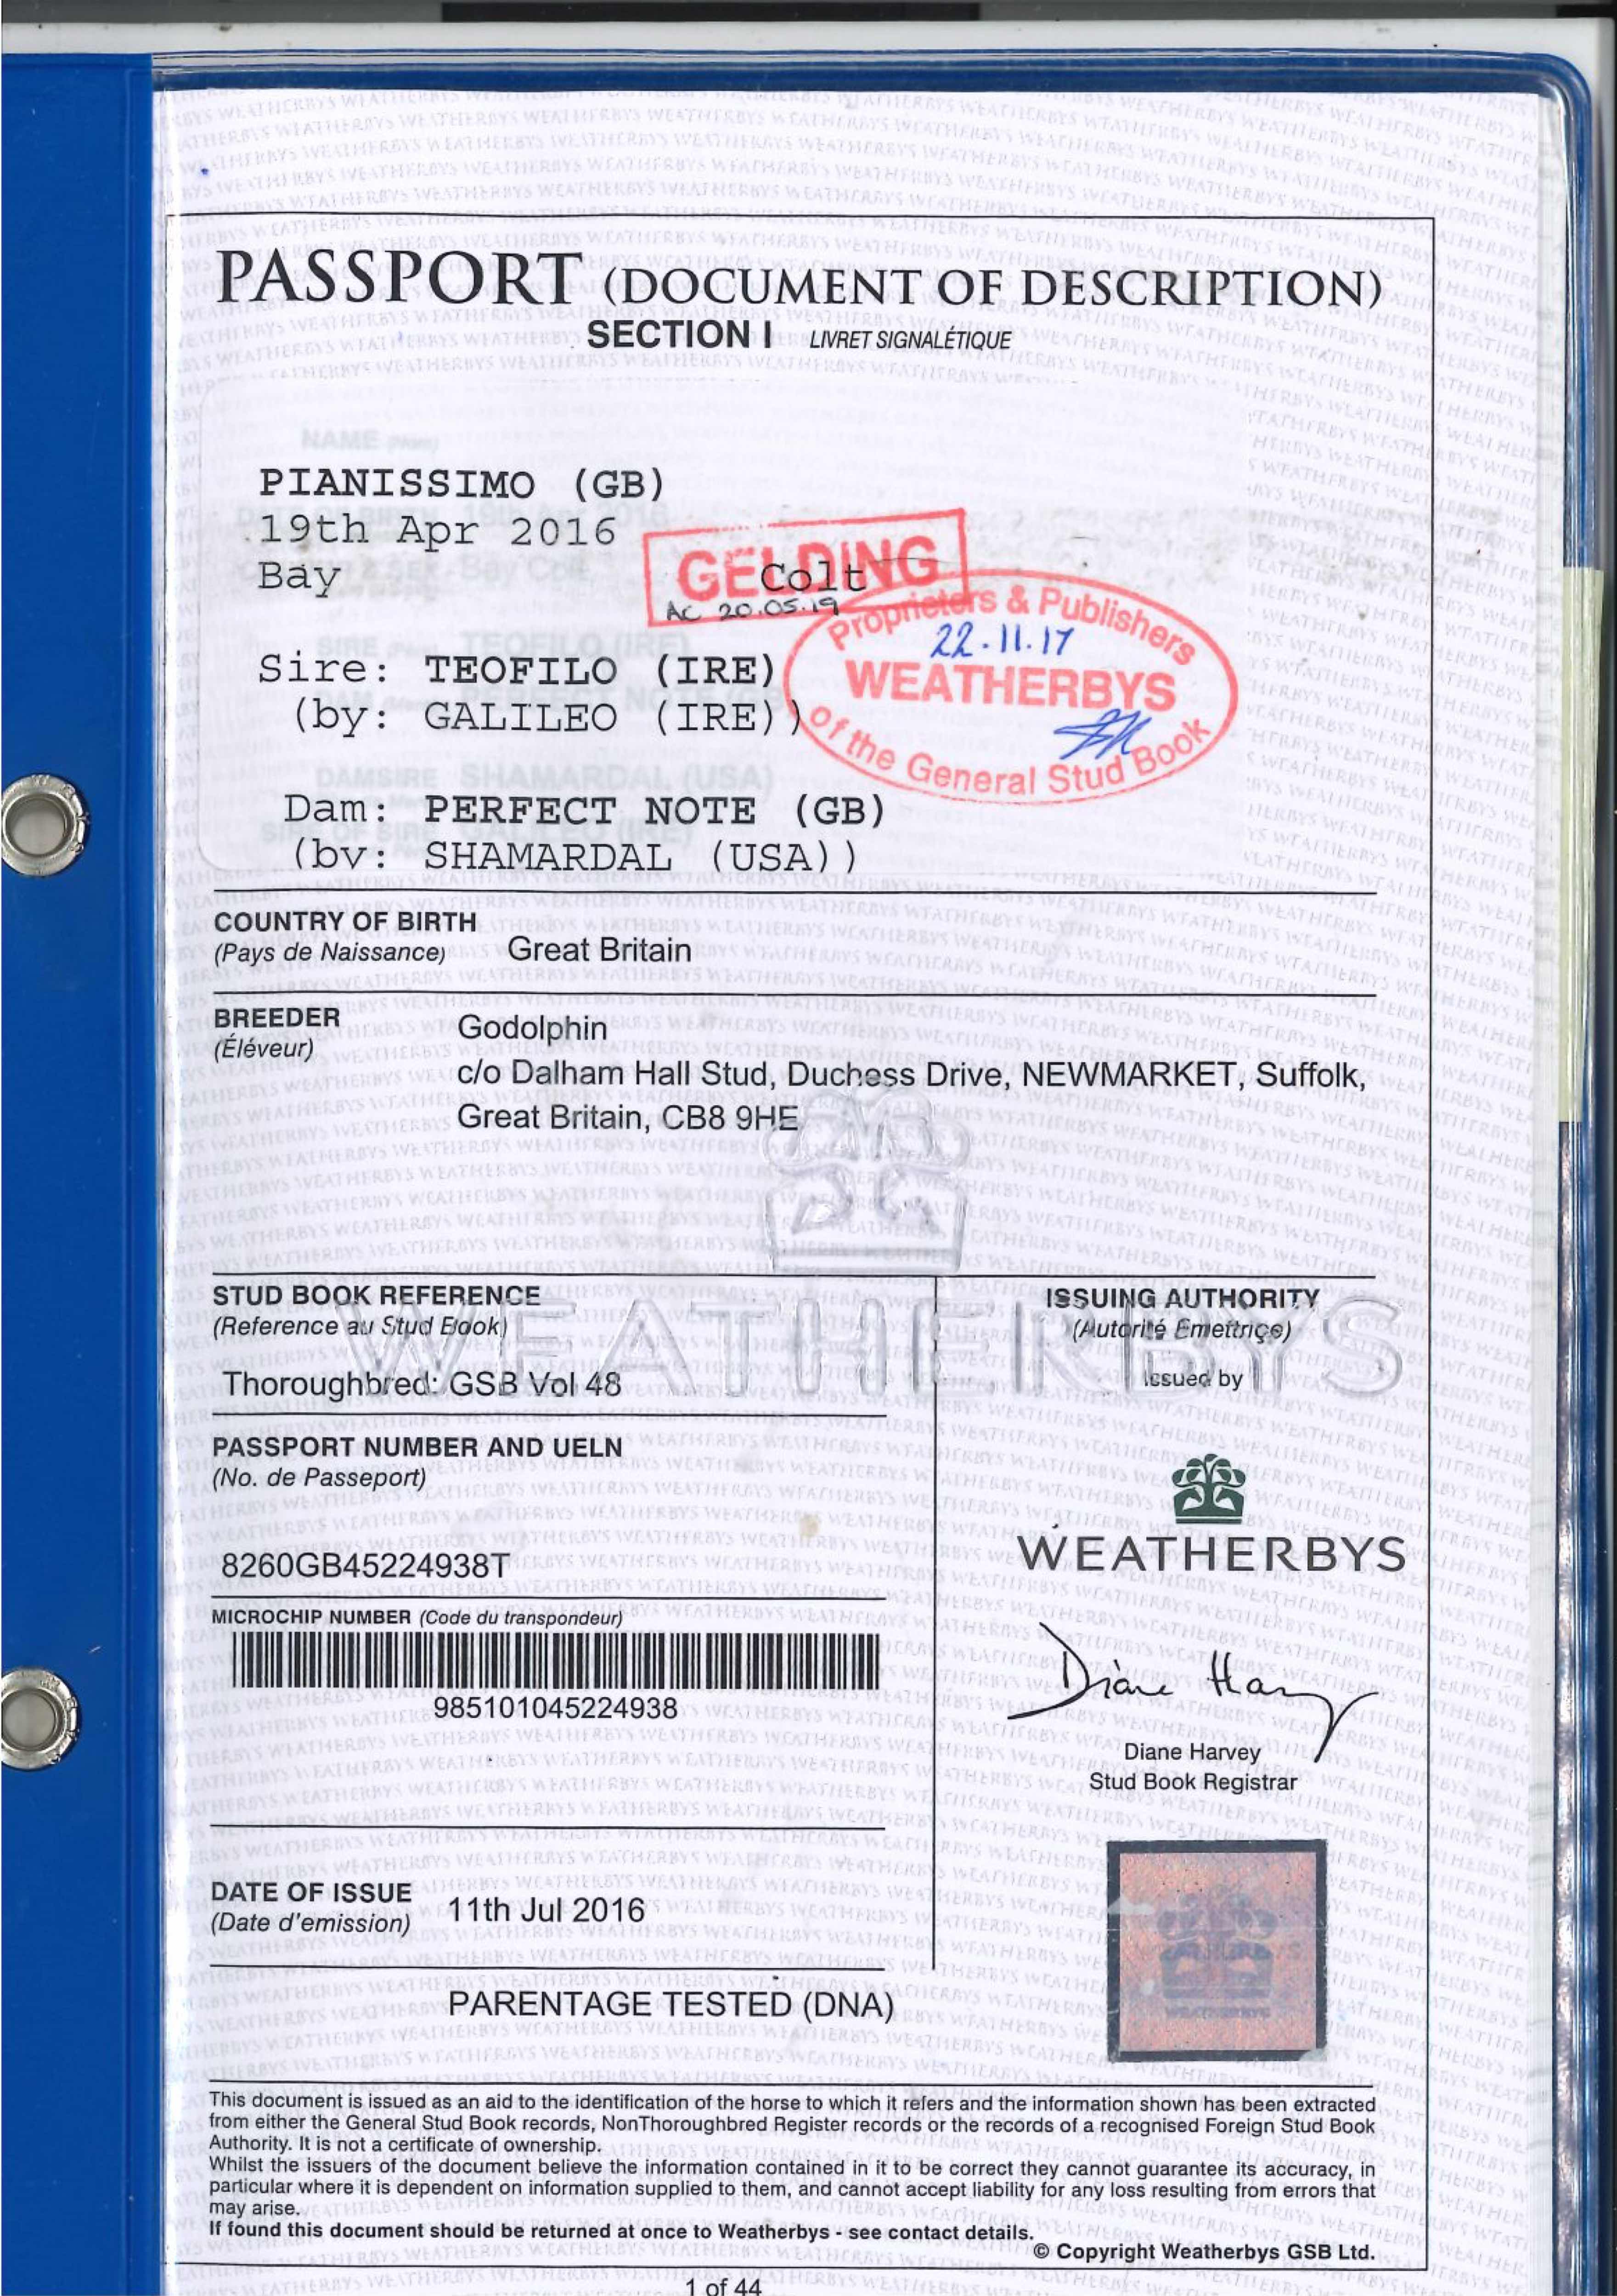 PASSPORT (DOCUMENT OF DESCRIPTION)
SECTION I LIVRET SIGNALÉTIQUE
NAME
PIANISSIMO (GB)
19th Apr 2016
Bay Colt
GELDING
AC 20.05.19
Proprietors & Publishers
22.11.17
WEATHERBYS
of the General Stud Book
Sire: TEOFILO (IRE)
(by: GALILEO (IRE))
Dam: PERFECT NOTE (GB)
(by: SHAMARDAL (USA))
COUNTRY OF BIRTH
(Pays de Naissance) Great Britain
BREEDER
(Éléveur)
Godolphin
c/o Dalham Hall Stud, Duchess Drive, NEWMARKET, Suffolk,
Great Britain, CB8 9HE
WEATHERBYS
STUD BOOK REFERENCE
(Reference au Stud Book)
Thoroughbred: GSB Vol 48
ISSUING AUTHORITY
(Autorité Emettriçe)
Issued by
WEATHERBYS
PASSPORT NUMBER AND UELN
(No. de Passeport)
8260GB45224938T
MICROCHIP NUMBER (Code du transpondeur)
985101045224938
Diane Harvey
Diane Harvey
Stud Book Registrar
DATE OF ISSUE
(Date d'emission) 11th Jul 2016
WEATHERBYS
PARENTAGE TESTED (DNA)
This document is issued as an aid to the identification of the horse to which it refers and the information shown has been extracted
from either the General Stud Book records, NonThoroughbred Register records or the records of a recognised Foreign Stud Book
Authority. It is not a certificate of ownership.
Whilst the issuers of the document believe the information contained in it to be correct they cannot guarantee its accuracy, in
particular where it is dependent on information supplied to them, and cannot accept liability for any loss resulting from errors that
may arise.
If found this document should be returned at once to Weatherbys - see contact details.
© Copyright Weatherbys GSB Ltd.
1 of 44